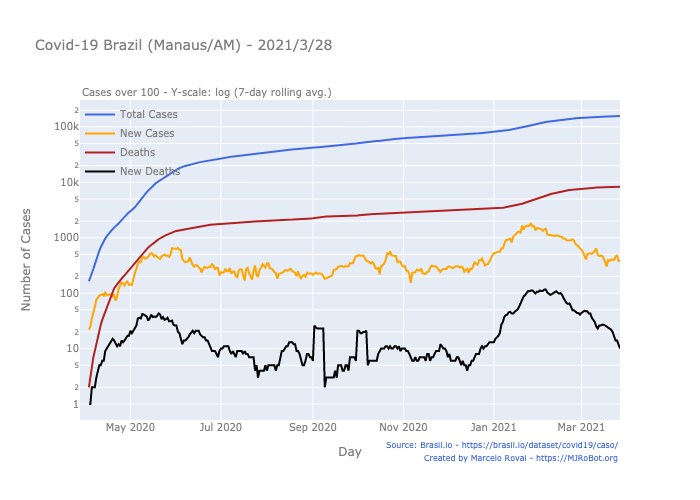 Covid-19 Brazil (Manaus/AM) - 2021/3/28
Cases over 100 - Y-scale: log (7-day rolling avg.)
Total Cases
New Cases
Deaths
New Deaths
2
100k
5
2
10k
5
2
1000
5
2
100
5
2
10
5
2
1
Number of Cases
May 2020
Jul 2020
Sep 2020
Nov 2020
Jan 2021
Mar 2021
Day
Source: Brasil.io - https://brasil.io/dataset/covid19/caso/
Created by Marcelo Rovai - https://MJRoBot.org